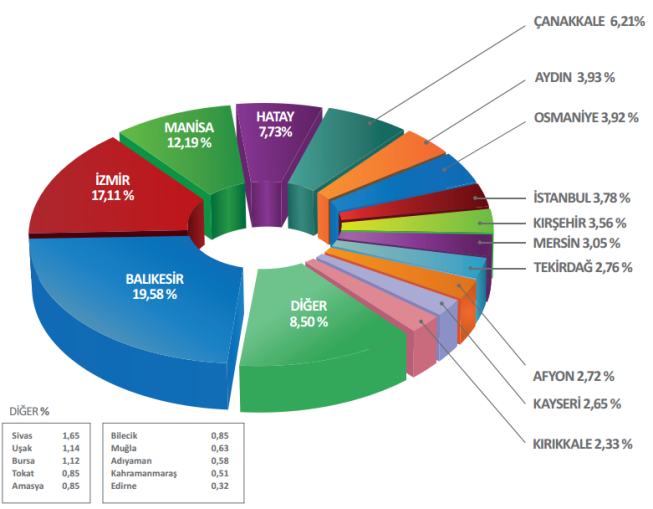 ÇANAKKALE 6,21%
AYDIN 3,93 %
OSMANİYE 3,92%
HATAY
7,73%
MANİSA
12,19 %
İZMİR
17,11 %
İSTANBUL 3,78 %
KIRŞEHİR 3,56 %
MERSİN 3,05 %
TEKİRDAĞ 2,76 %
BALIKESİR
19,58 %
DİĞER
8,50 %
AFYON 2,72 %
KAYSERİ 2,65 %
KIRIKKALE 2,33 %
DİĞER %
Sivas 1,65
Uşak 1,14
Bursa 1,12
Tokat 0,85
Amasya 0,85
Bilecik 0,85
Muğla 0,63
Adıyaman 0,58
Kahramanmaraş 0,51
Edirne 0,32